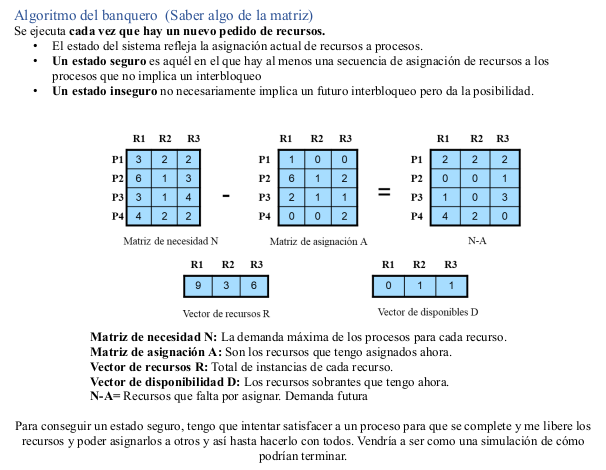 Algoritmo del banquero  (Saber algo de la matriz)
Se ejecuta cada vez que hay un nuevo pedido de recursos.
• El estado del sistema refleja la asignación actual de recursos a procesos.
• Un estado seguro es aquél en el que hay al menos una secuencia de asignación de recursos a los
procesos que no implica un interbloqueo
• Un estado inseguro no necesariamente implica un futuro interbloqueo pero da la posibilidad.
R1 R2 R3
P1 3 2 2
P2 6 1 3
P3 3 1 4
P4 4 2 2
Matriz de necesidad N
-
R1 R2 R3
P1 1 0 0
P2 6 1 2
P3 2 1 1
P4 0 0 2
Matriz de asignación A
=
R1 R2 R3
P1 2 2 2
P2 0 0 1
P3 1 0 3
P4 4 2 0
N-A
R1 R2 R3
9 3 6
Vector de recursos R
R1 R2 R3
0 1 1
Vector de disponibles D
Matriz de necesidad N: La demanda máxima de los procesos para cada recurso.
Matriz de asignación A: Son los recursos que tengo asignados ahora.
Vector de recursos R: Total de instancias de cada recurso.
Vector de disponibilidad D: Los recursos sobrantes que tengo ahora.
N-A= Recursos que falta por asignar. Demanda futura
Para conseguir un estado seguro, tengo que intentar satisfacer a un proceso para que se complete y me libere los
recursos y poder asignarlos a otros y así hasta hacerlo con todos. Vendría a ser como una simulación de cómo
podrían terminar.